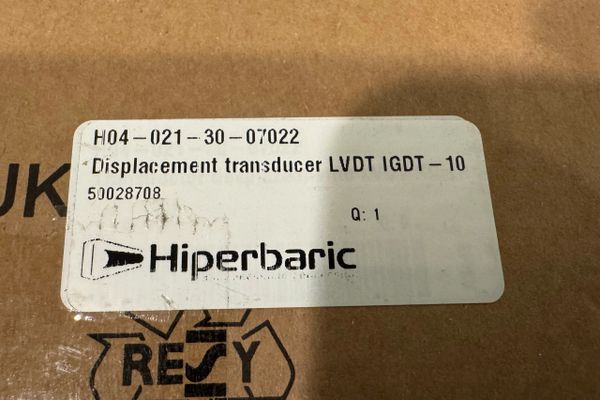 H04-021-30-07022
Displacement transducer LVDT IGDT-10
50028708
Q: 1
UK
Hiperbaric
RESY